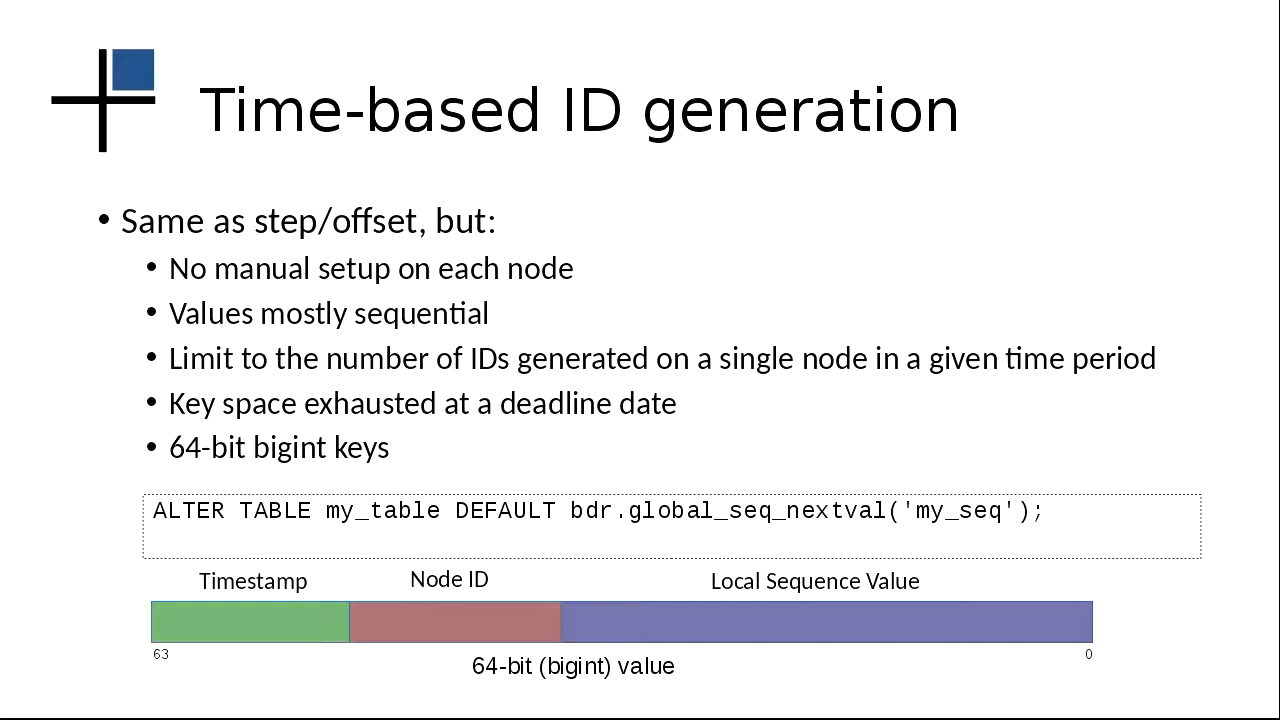 Time-based ID generation
• Same as step/offset, but:
• No manual setup on each node
• Values mostly sequential
• Limit to the number of IDs generated on a single node in a given time period
• Key space exhausted at a deadline date
• 64-bit bigint keys
ALTER TABLE my_table DEFAULT bdr.global_seq_nextval('my_seq');
Timestamp Node ID Local Sequence Value
63 0
64-bit (bigint) value